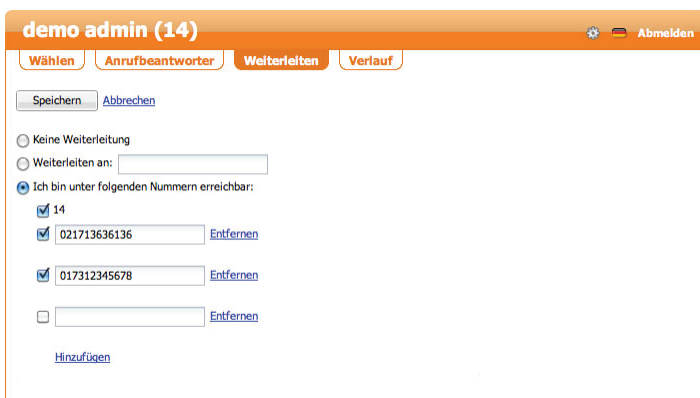 demo admin (14)
Abmelden
Wählen Anrufbeantworter Weiterleiten Verlauf
Speichern Abbrechen
Keine Weiterleitung
Weiterleiten an:
Ich bin unter folgenden Nummern erreichbar:
14
021713636136 Entfernen
017312345678 Entfernen
Entfernen
Hinzufügen